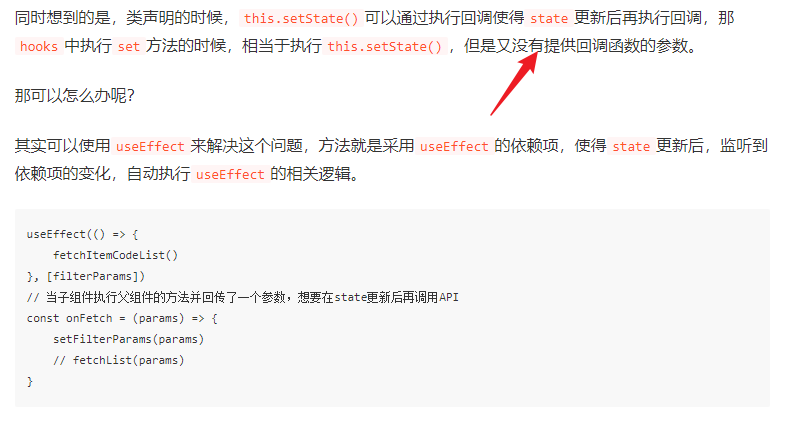 同时想到的是，类声明的时候， this.setState() 可以通过执行回调使得 state 更新后再执行回调，那
hooks 中执行 set 方法的时候，相当于执行 this.setState() ，但是又没有提供回调函数的参数。
那可以怎么办呢？
其实可以使用 useEffect 来解决这个问题，方法就是采用 useEffect 的依赖项，使得 state 更新后，监听到
依赖项的变化，自动执行 useEffect 的相关逻辑。
useEffect(() => {
    fetchItemCodeList()
}, [filterParams])
// 当子组件执行父组件的方法并回传了一个参数，想要在state更新后再调用API
const onFetch = (params) => {
    setFilterParams(params)
    // fetchList(params)
}